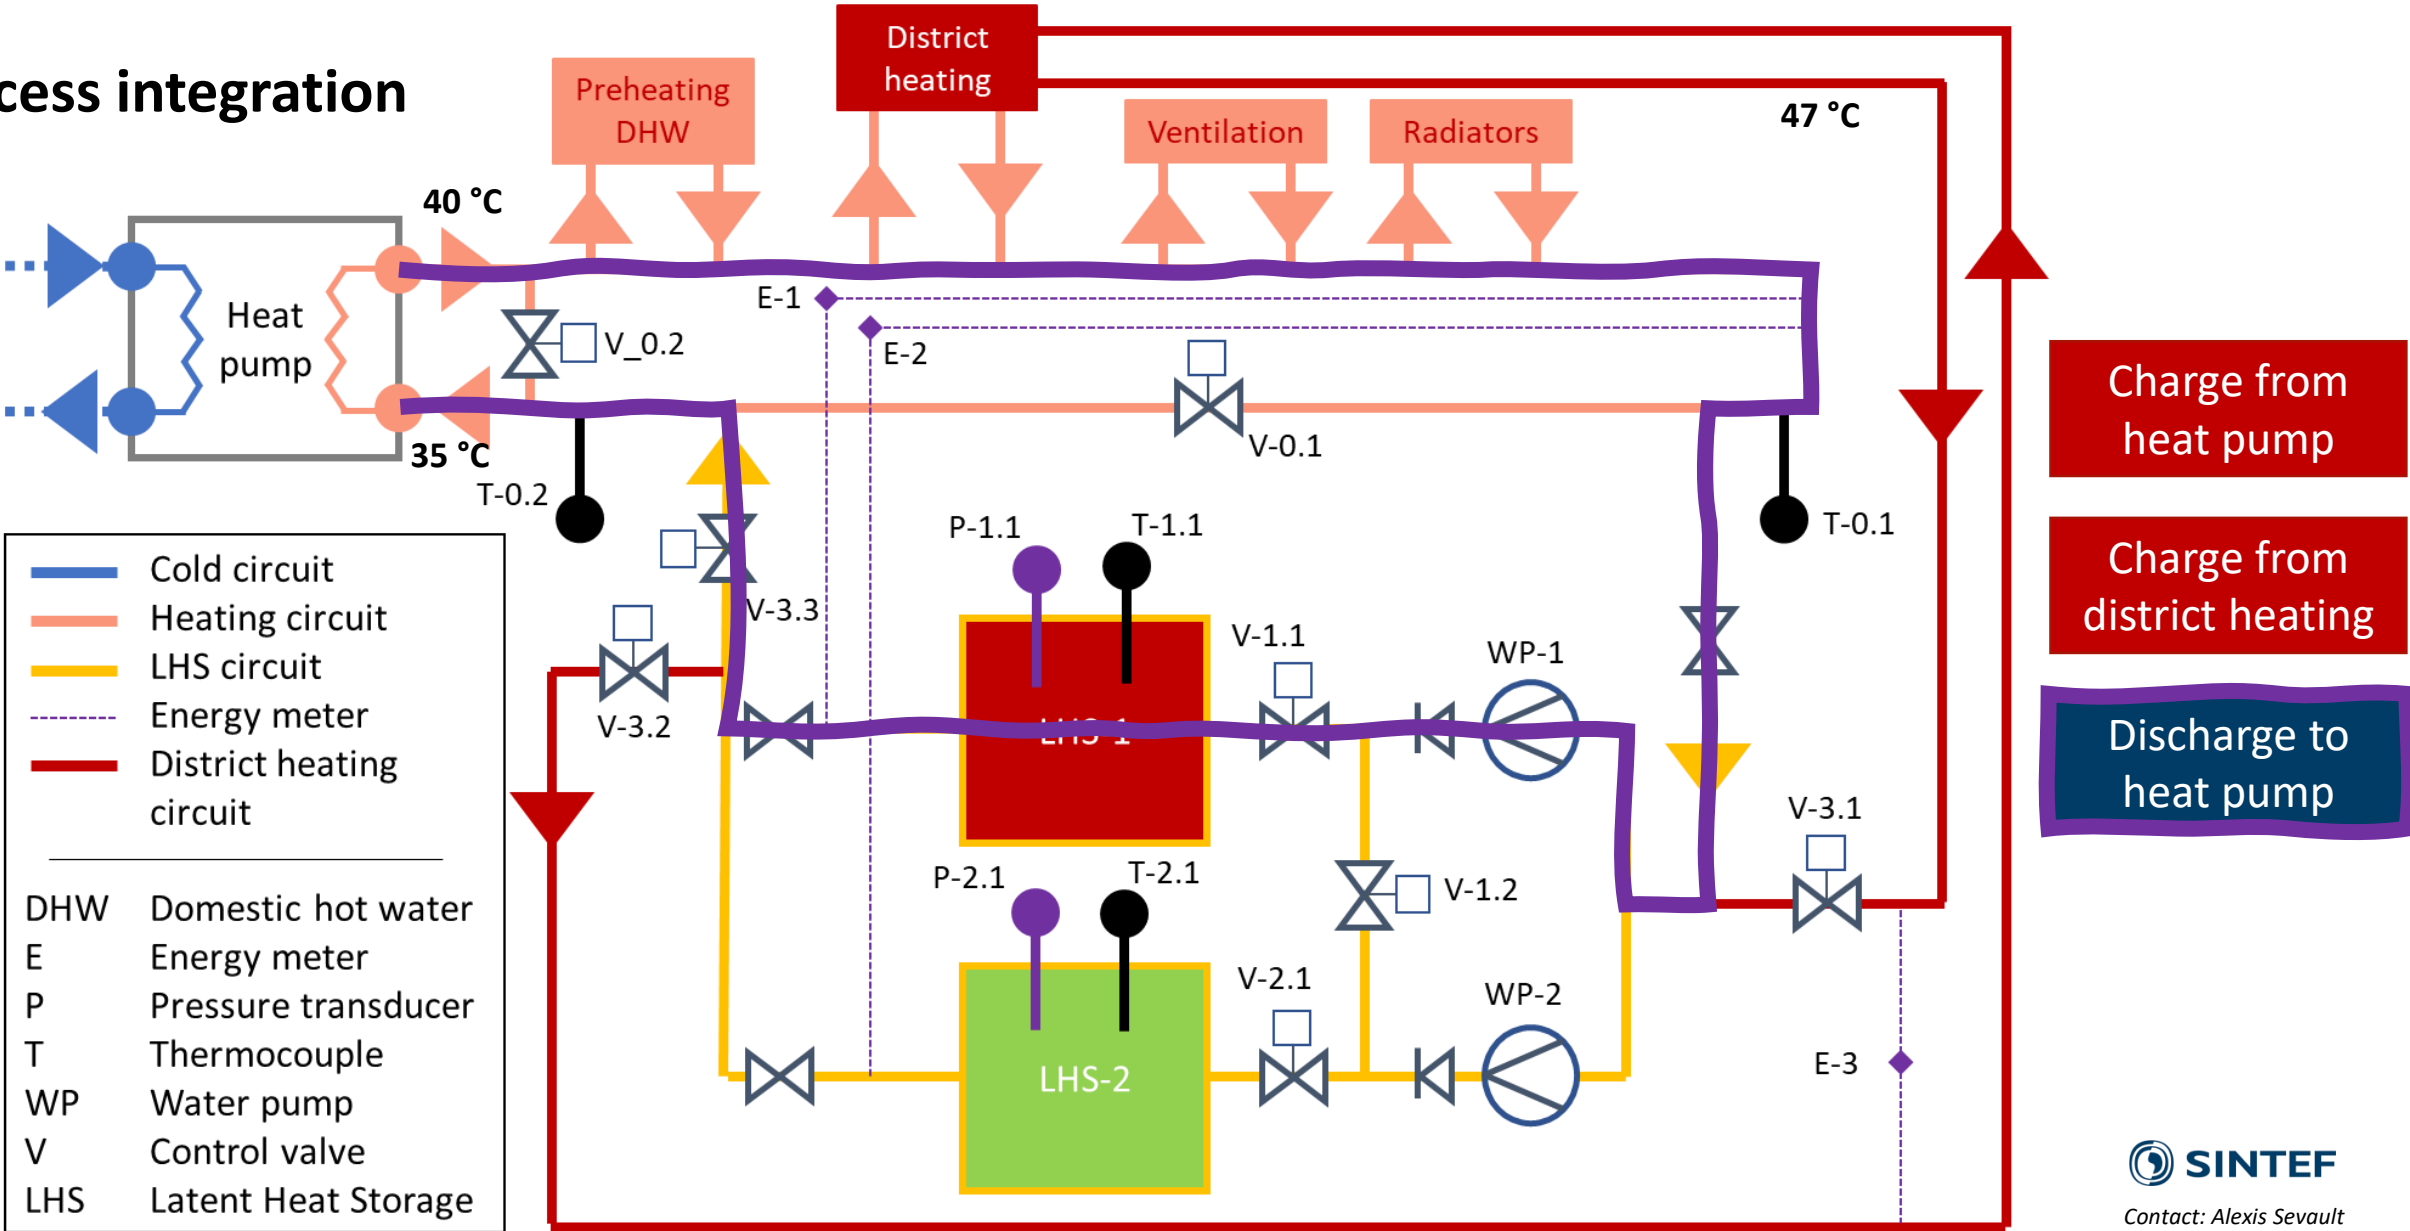 cess integration
District
heating
Preheating
DHW
Ventilation
Radiators
47 °C
40 °C
Heat
pump
35 °C
V_0.2
E-1
E-2
V-0.1
T-0.2
T-0.1
P-1.1
T-1.1
V-3.3
V-3.2
V-1.1
WP-1
LHS-1
V-3.1
P-2.1
T-2.1
V-1.2
V-2.1
WP-2
LHS-2
E-3
Cold circuit
Heating circuit
LHS circuit
Energy meter
District heating
circuit
DHW Domestic hot water
E Energy meter
P Pressure transducer
T Thermocouple
WP Water pump
V Control valve
LHS Latent Heat Storage
Charge from
heat pump
Charge from
district heating
Discharge to
heat pump
SINTEF
Contact: Alexis Sevault